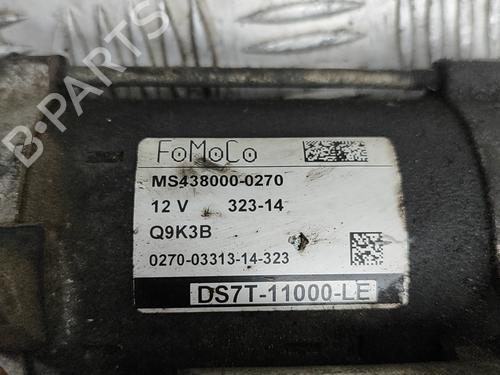 B-PARTS
FoMoCo
MS438000-0270
12 V 323-14
Q9K3B
0270-03313-14-323
DS7T-11000-LE